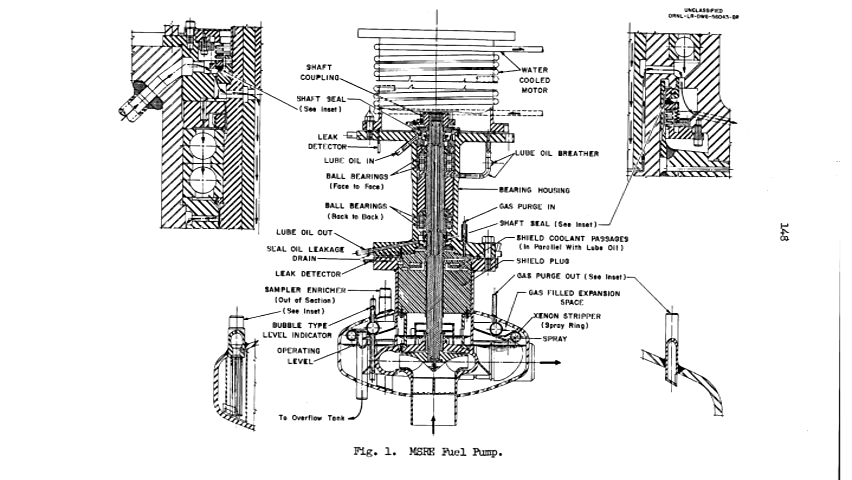 UNCLASSIFIED
ORNL-LR-DWG-56043-BR
SHAFT
COUPLING
SHAFT SEAL
(See Inset)
LEAK
DETECTOR
LUBE OIL IN
BALL BEARINGS
(Face to Face)
BALL BEARINGS
(Back to Back)
LUBE OIL OUT
SEAL OIL LEAKAGE
DRAIN
LEAK DETECTOR
SAMPLER ENRICHER
(Out of Section)
(See Inset)
BUBBLE TYPE
LEVEL INDICATOR
OPERATING
LEVEL
To Overflow Tank
WATER
COOLED
MOTOR
LUBE OIL BREATHER
BEARING HOUSING
GAS PURGE IN
SHAFT SEAL (See Inset)
SHIELD COOLANT PASSAGES
(In Parallel With Lube Oil)
SHIELD PLUG
GAS PURGE OUT (See Inset)
GAS FILLED EXPANSION
SPACE
XENON STRIPPER
(Spray Ring)
SPRAY
148
Fig. 1. MSRE Fuel Pump.